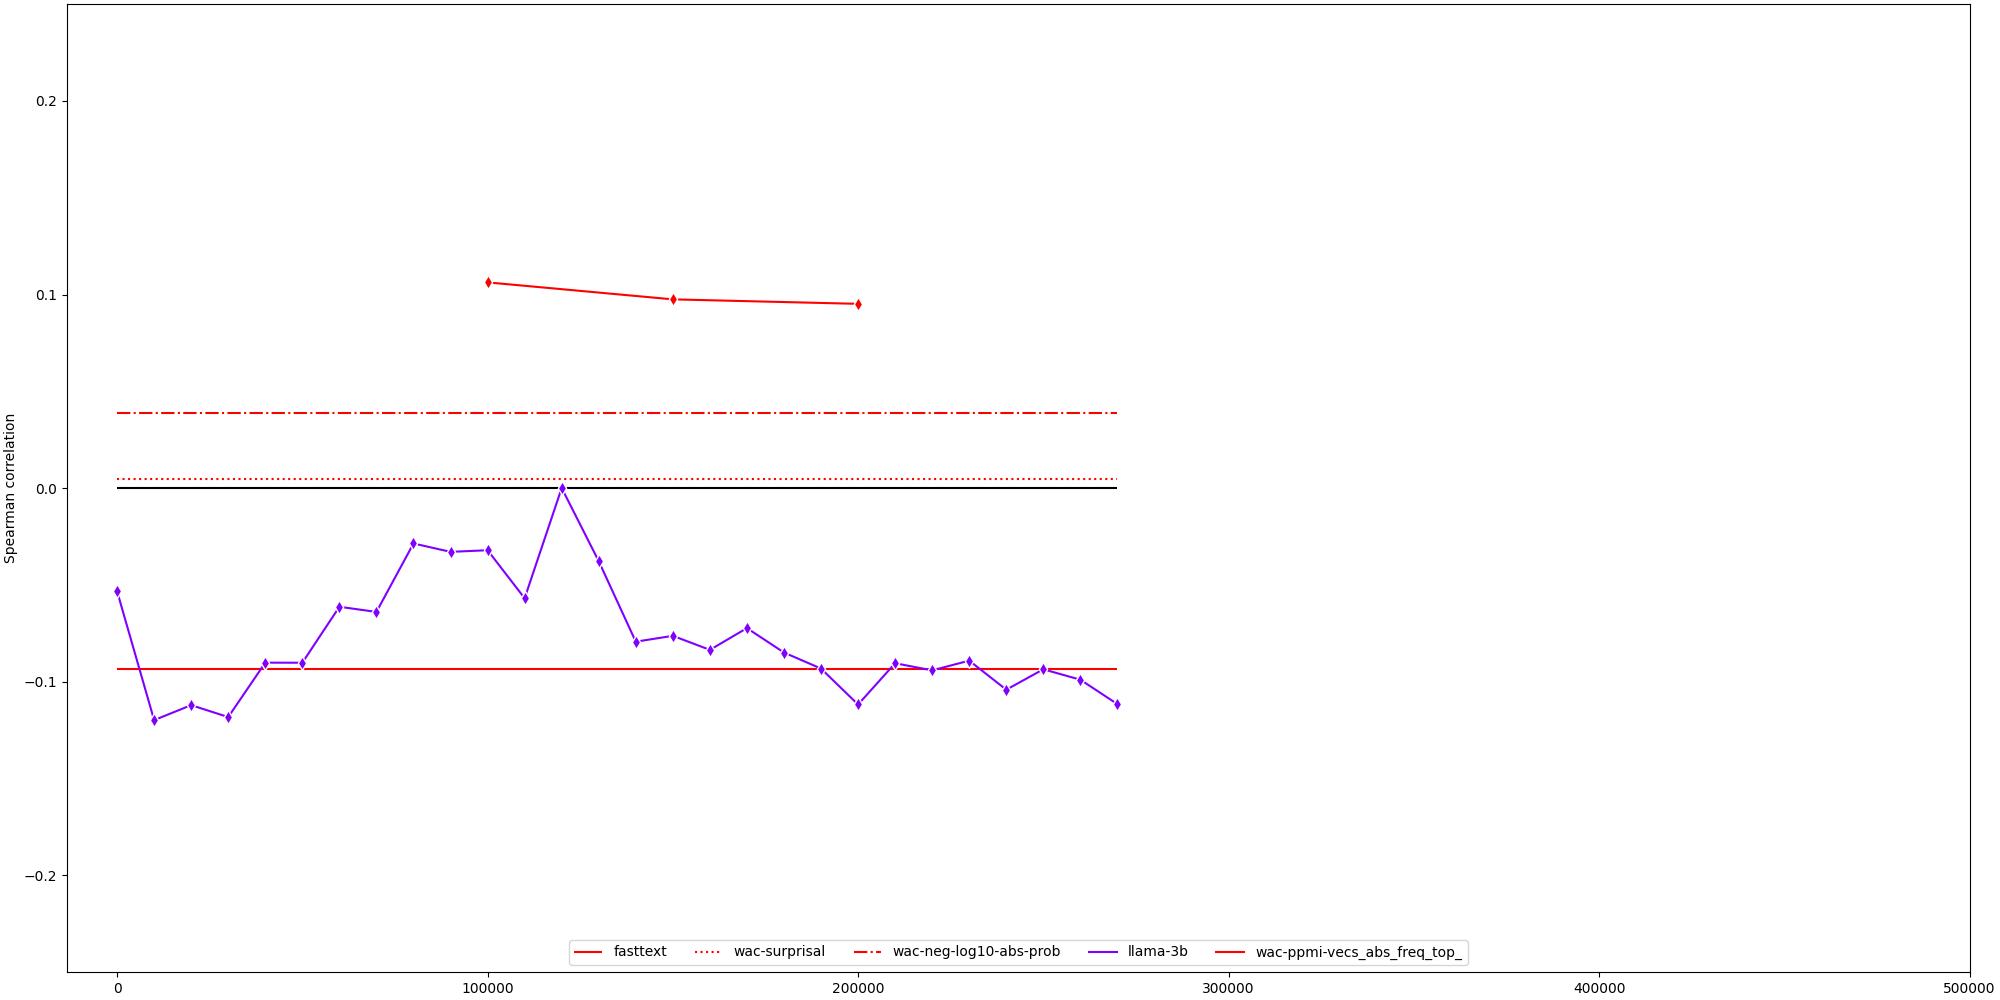 Spearman correlation
0.2
0.1
0.0
−0.1
−0.2
fasttext wac-surprisal wac-neg-log10-abs-prob llama-3b wac-ppmi-vecs_abs_freq_top_
0 100000 200000 300000 400000 500000